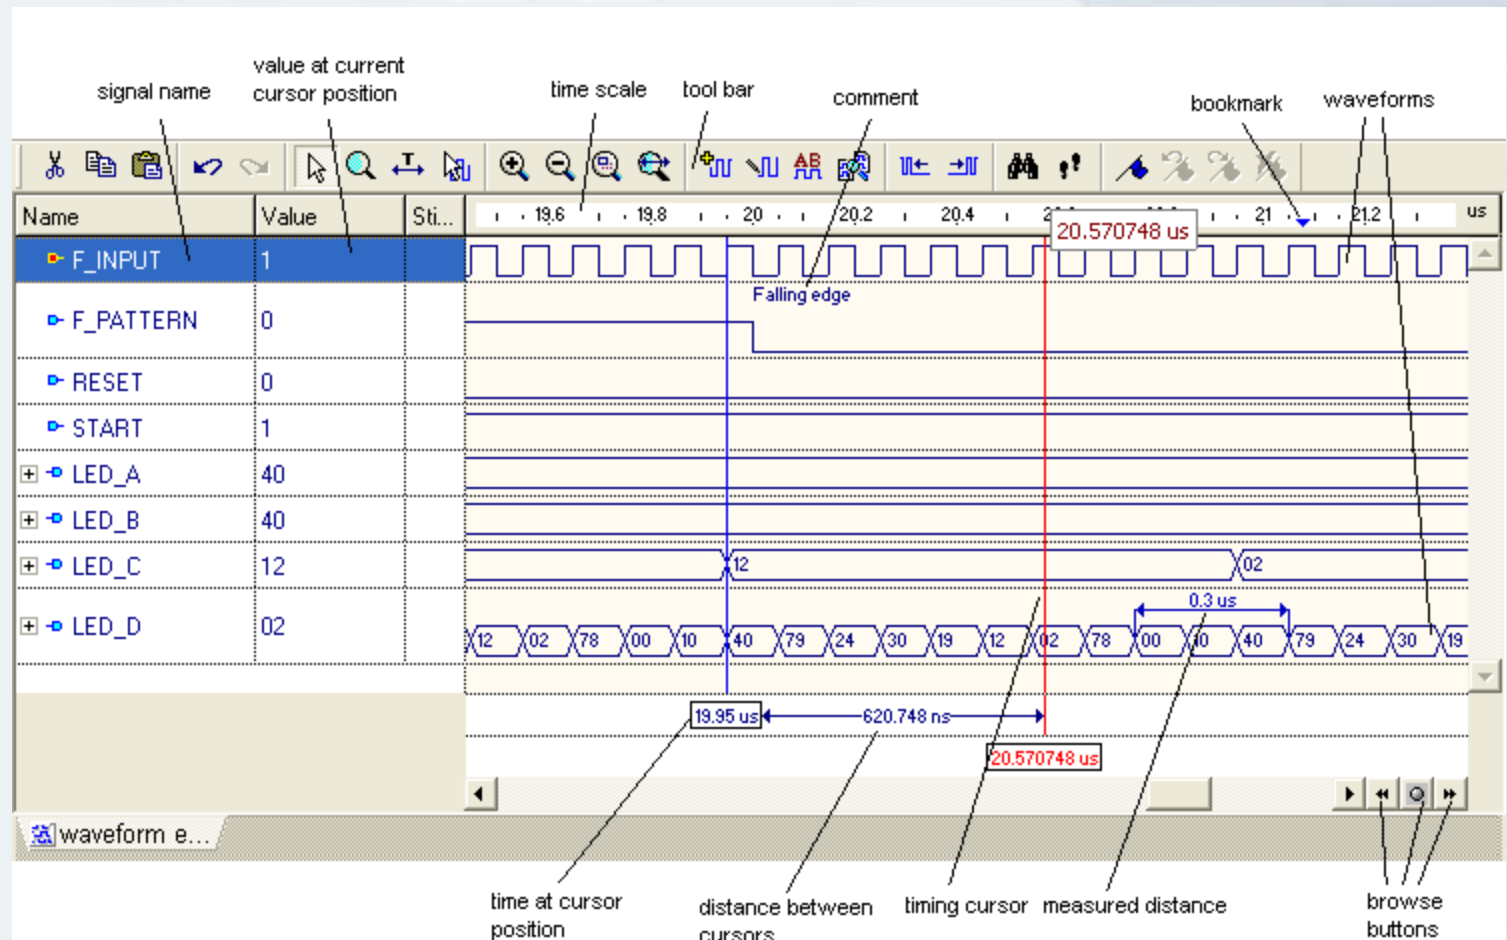 value at current
signal name
cursor position
time scale
tool bar
comment
bookmark
waveforms
AB
Name Value Sti... 19.6 19.8 20 20.2 20.4 21 21.2 us
20.570748 us
F_INPUT 1
Falling edge
F_PATTERN 0
RESET 0
START 1
LED_A 40
LED_B 40
LED_C 12 12 02
0.3 us
LED_D 02 12 02 78 00 10 40 79 24 30 19 12 02 78 00 10 40 79 24 30 19
19.95 us 620.748 ns
20.570748 us
waveform e...
time at cursor
position
distance between
cursors
timing cursor
measured distance
browse
buttons